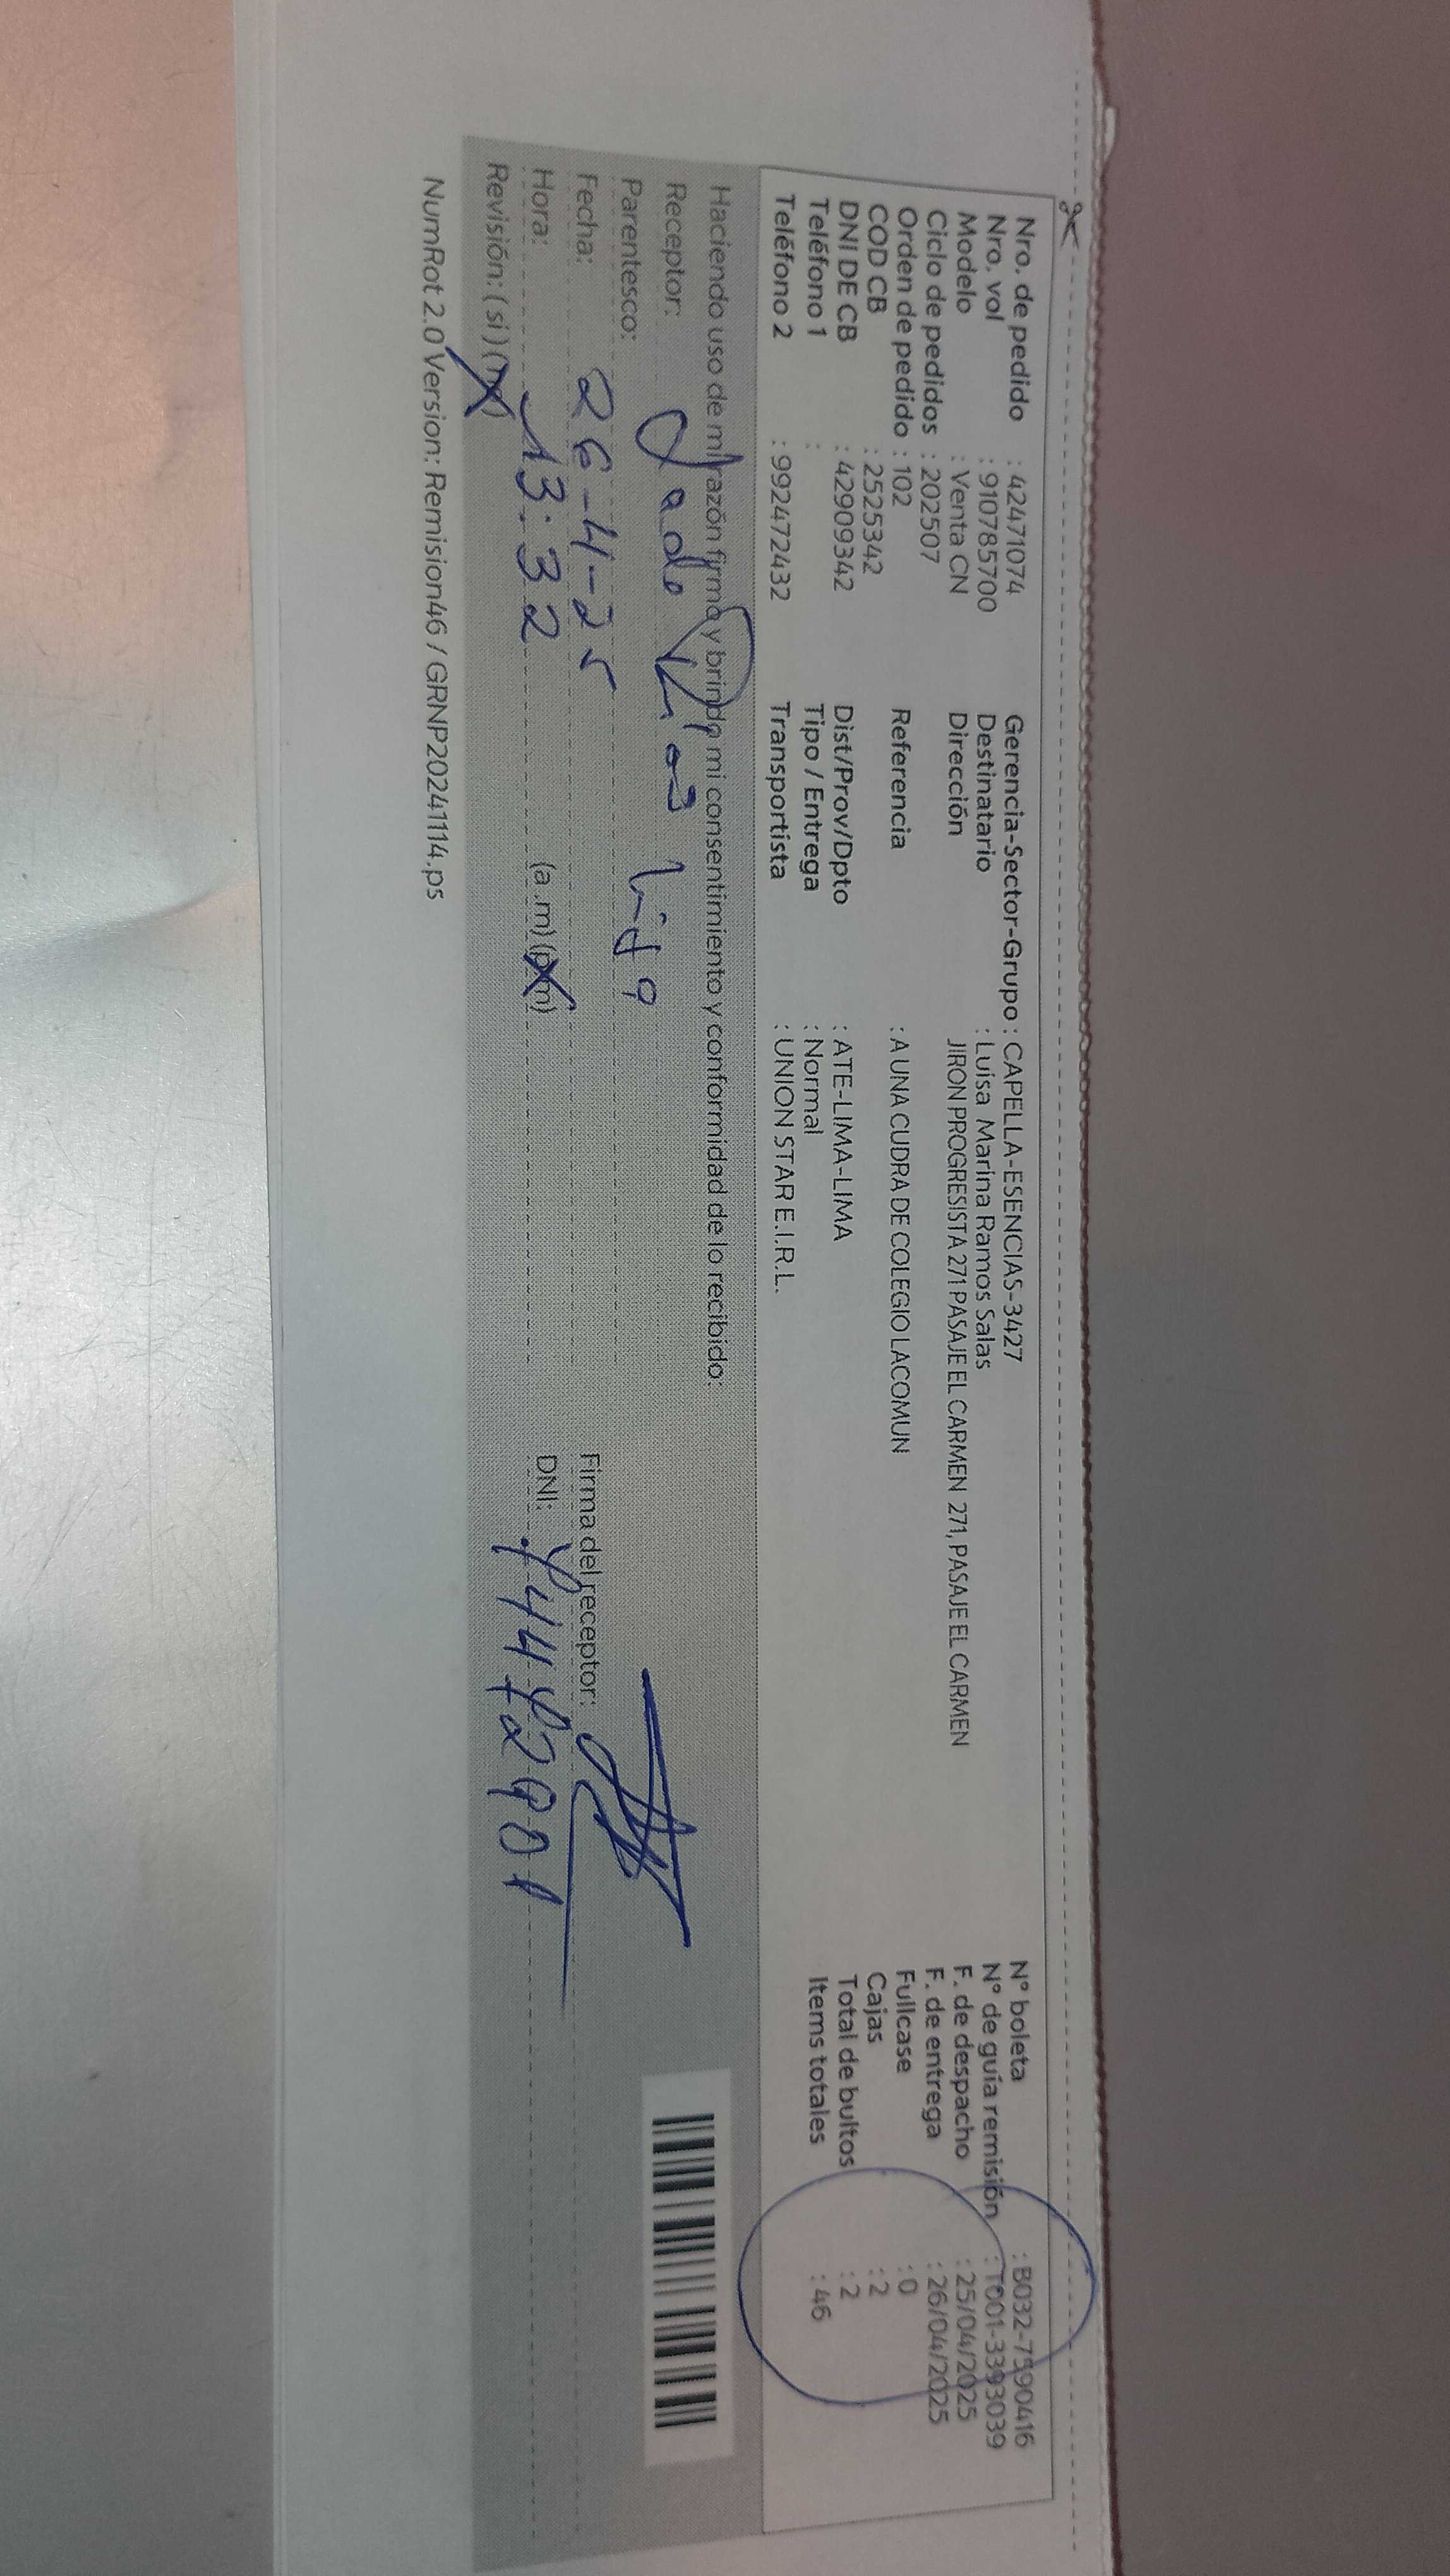 Nro. de pedido : 42471074
Nro. vol : 910785700
Modelo : Venta CN
Ciclo de pedidos : 202507
Orden de pedido : 102
COD CB : 2525342
DNI DE CB : 42909342
Teléfono 1 :
Teléfono 2 : 992472432
Gerencia-Sector-Grupo : CAPELLA-ESENCIAS-3427
Destinatario : Luisa Marina Ramos Salas
Dirección JIRON PROGRESISTA 271 PASAJE EL CARMEN 271, PASAJE EL CARMEN
Referencia : A UNA CUDRA DE COLEGIO LACOMUN
Dist/Prov/Dpto : ATE-LIMA-LIMA
Tipo / Entrega : Normal
Transportista : UNION STAR E.I.R.L.
N° boleta : B032-7590416
N° de guía remisión : T001-3393039
F. de despacho : 25/04/2025
F. de entrega : 26/04/2025
Fullcase : 0
Cajas : 2
Total de bultos : 2
Items totales : 46
Haciendo uso de mi razón firmo y brindo mi consentimiento y conformidad de lo recibido:
Receptor:
Parentesco:
Fecha: 26-4-25
Hora: 13:32 (a.m) (p.m)
Revisión: ( si ) (no)
Firma del receptor:
DNI:
NumRot 2.0 Version: Remision46 / GRNP20241114.ps